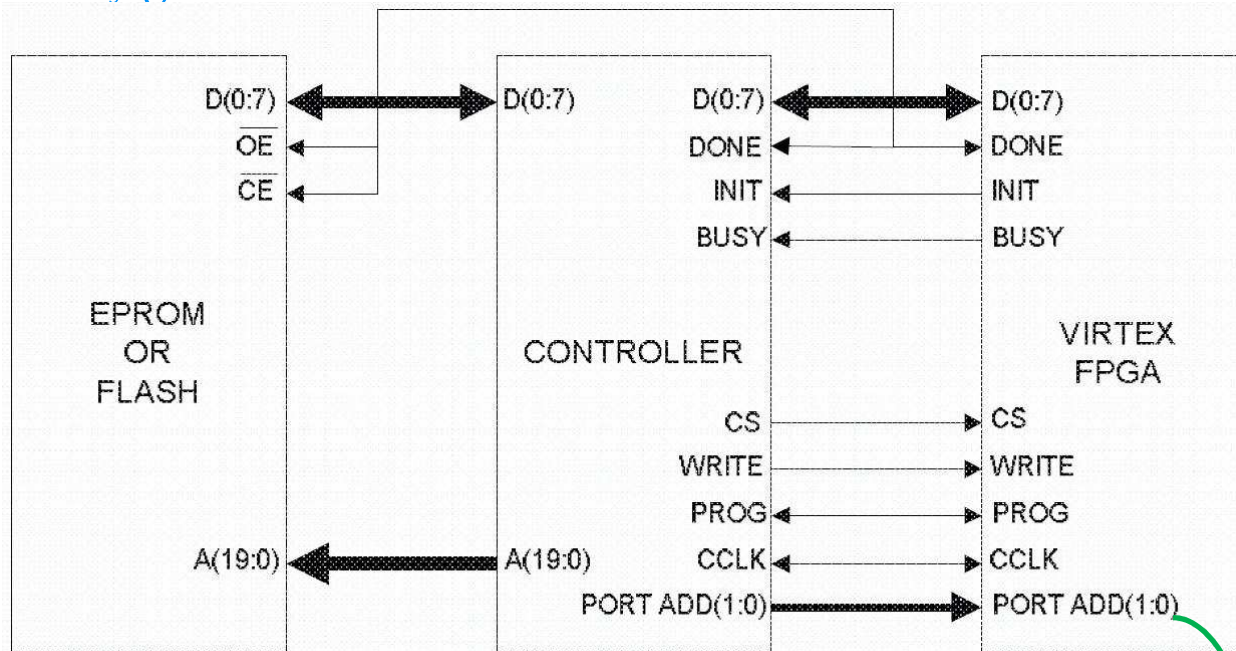 D(0:7) D(0:7) D(0:7) D(0:7)
OE DONE DONE
CE INIT INIT
BUSY BUSY
EPROM
OR
FLASH
CONTROLLER
VIRTEX
FPGA
CS CS
WRITE WRITE
PROG PROG
A(19:0) A(19:0) CCLK CCLK
PORT ADD(1:0) PORT ADD(1:0)